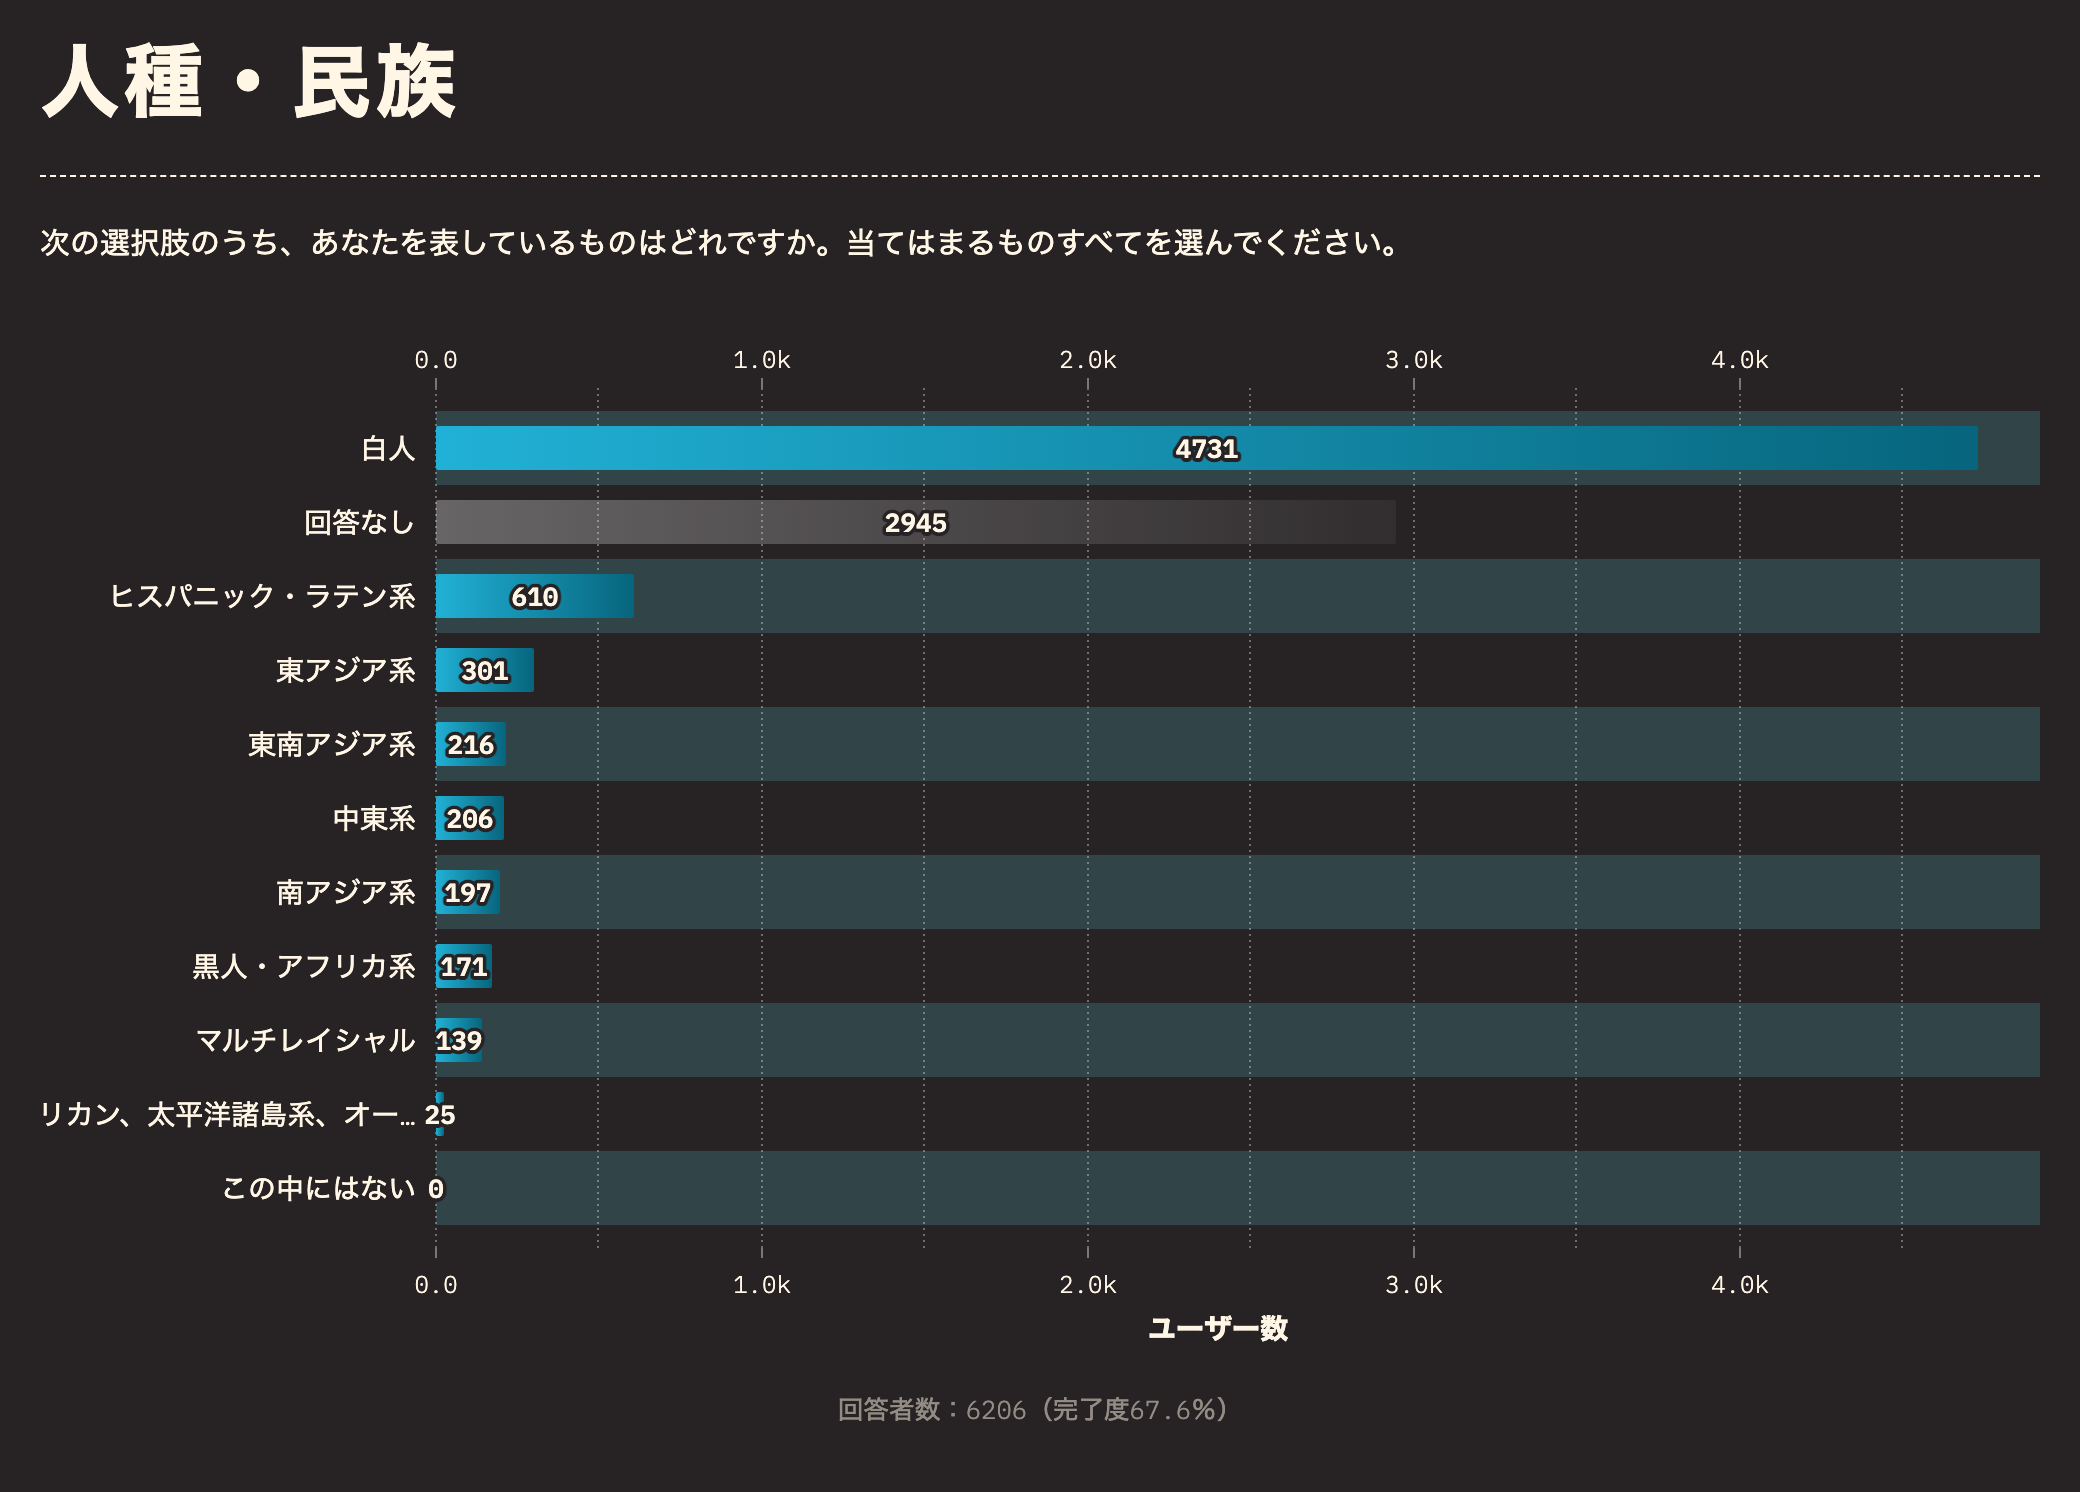 人種・民族
次の選択肢のうち、あなたを表しているものはどれですか。当てはまるものすべてを選んでください。
0.0 1.0k 2.0k 3.0k 4.0k
白人 4731
回答なし 2945
ヒスパニック・ラテン系 610
東アジア系 301
東南アジア系 216
中東系 206
南アジア系 197
黒人・アフリカ系 171
マルチレイシャル 139
リカン、太平洋諸島系、オー… 25
この中にはない 0
0.0 1.0k 2.0k 3.0k 4.0k
ユーザー数
回答者数：6206（完了度67.6%）